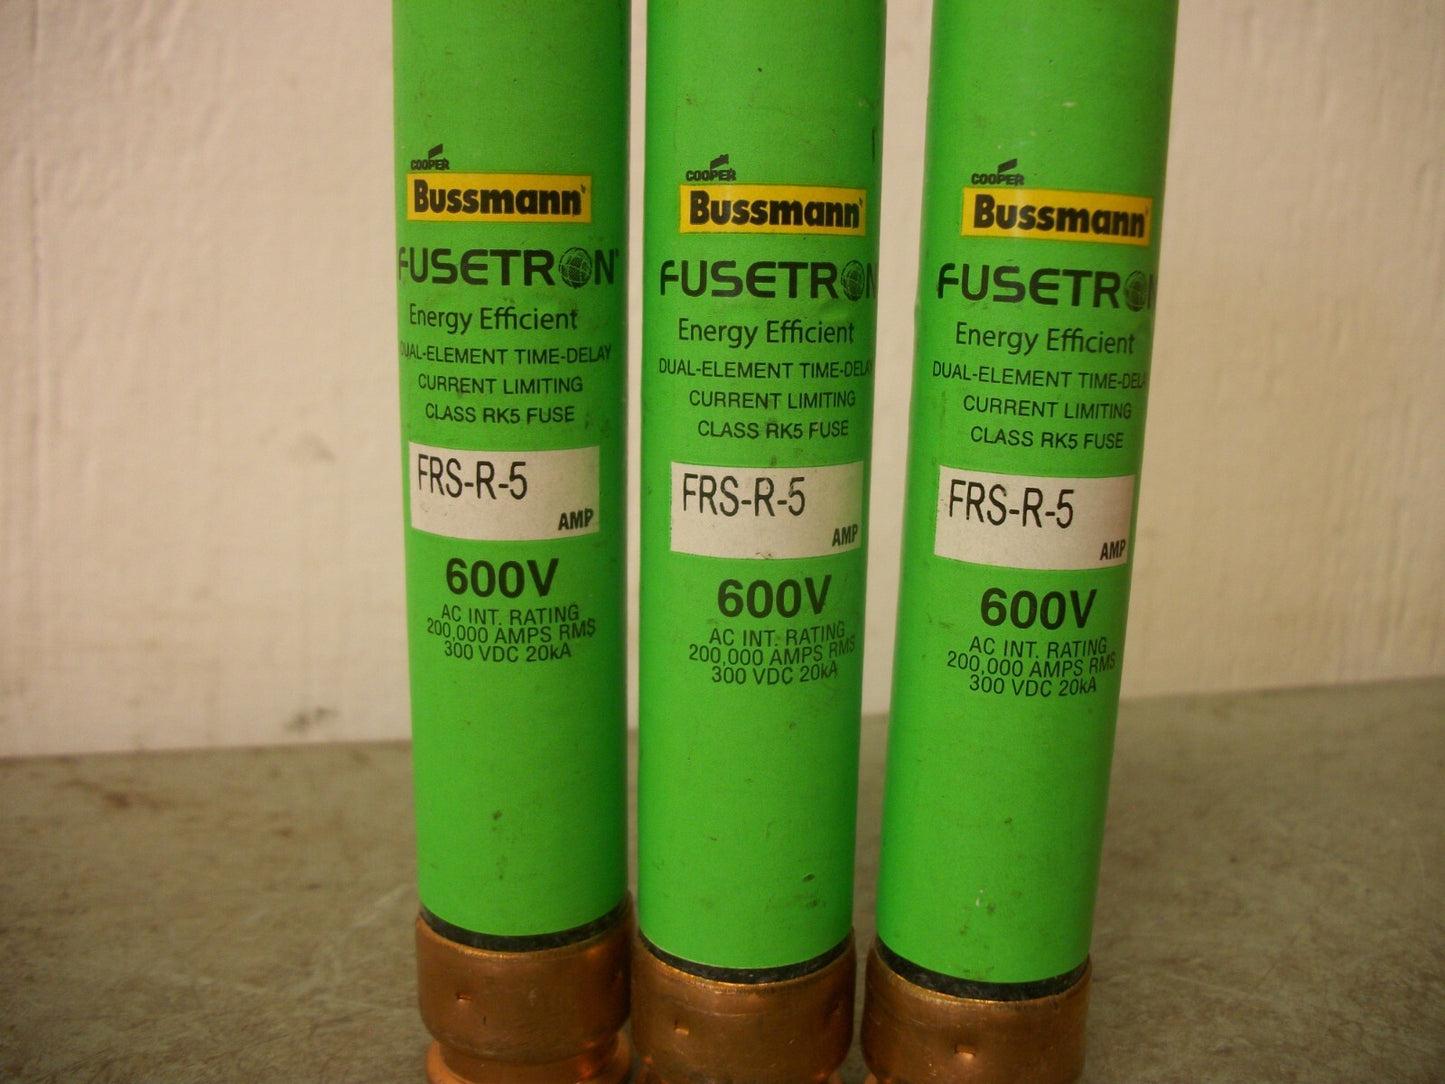 COOPER
Bussmann
FUSETRON
Energy Efficient
DUAL-ELEMENT TIME-DELAY
CURRENT LIMITING
CLASS RK5 FUSE
FRS-R-5
AMP
600V
AC INT. RATING
200,000 AMPS RMS
300 VDC 20kA
COOPER
Bussmann
FUSETRON
Energy Efficient
DUAL-ELEMENT TIME-DELAY
CURRENT LIMITING
CLASS RK5 FUSE
FRS-R-5
AMP
600V
AC INT. RATING
200,000 AMPS RMS
300 VDC 20kA
COOPER
Bussmann
FUSETRON
Energy Efficient
DUAL-ELEMENT TIME-DELAY
CURRENT LIMITING
CLASS RK5 FUSE
FRS-R-5
AMP
600V
AC INT. RATING
200,000 AMPS RMS
300 VDC 20kA